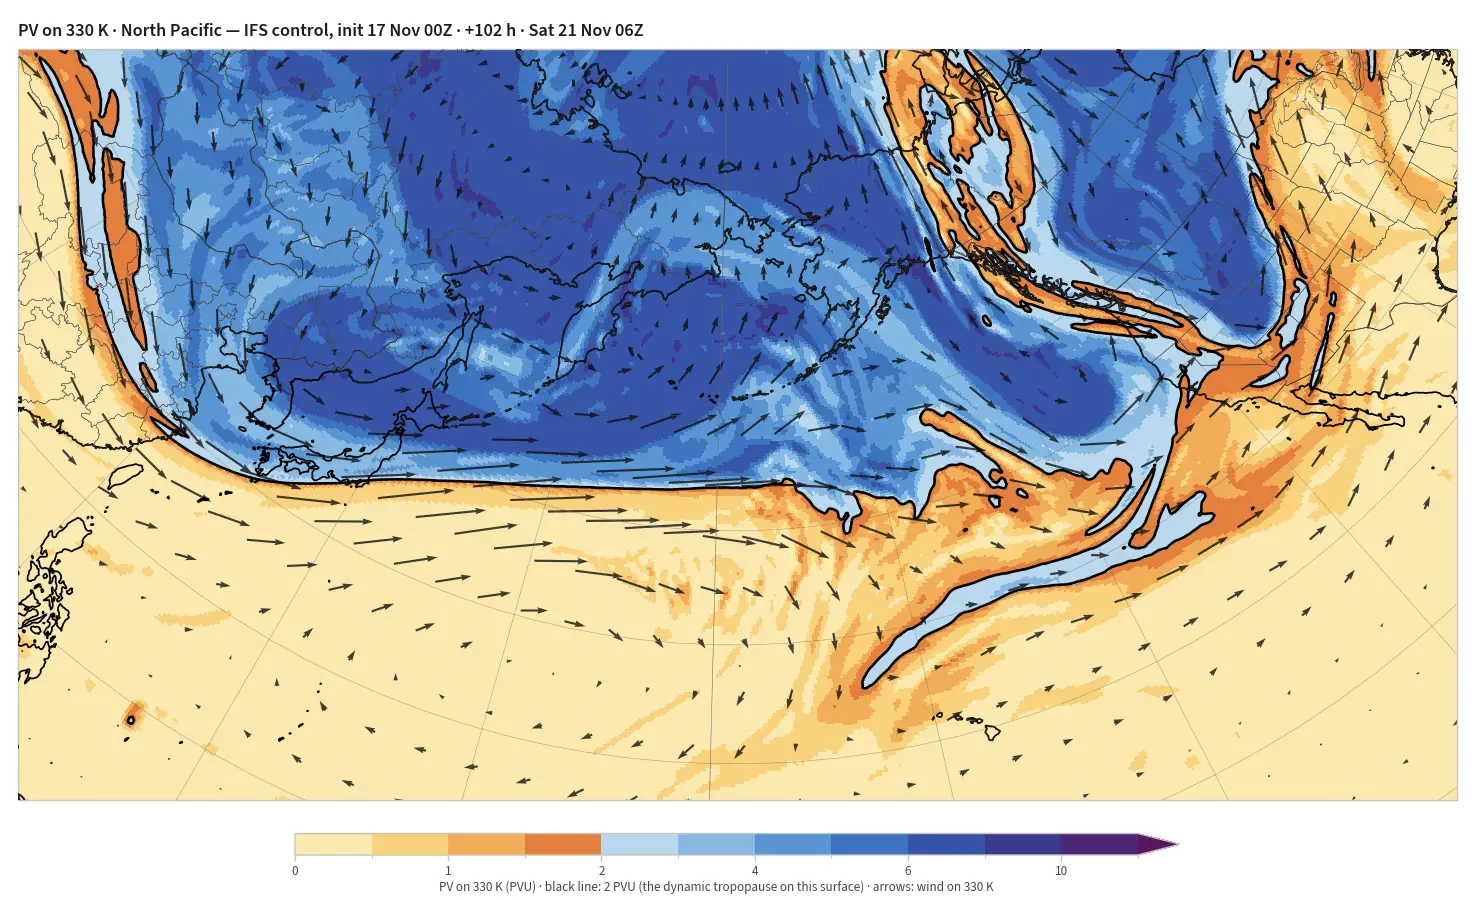 PV on 330 K · North Pacific — IFS control, init 17 Nov 00Z · +102 h · Sat 21 Nov 06Z
0 1 2 4 6 10
PV on 330 K (PVU) · black line: 2 PVU (the dynamic tropopause on this surface) · arrows: wind on 330 K